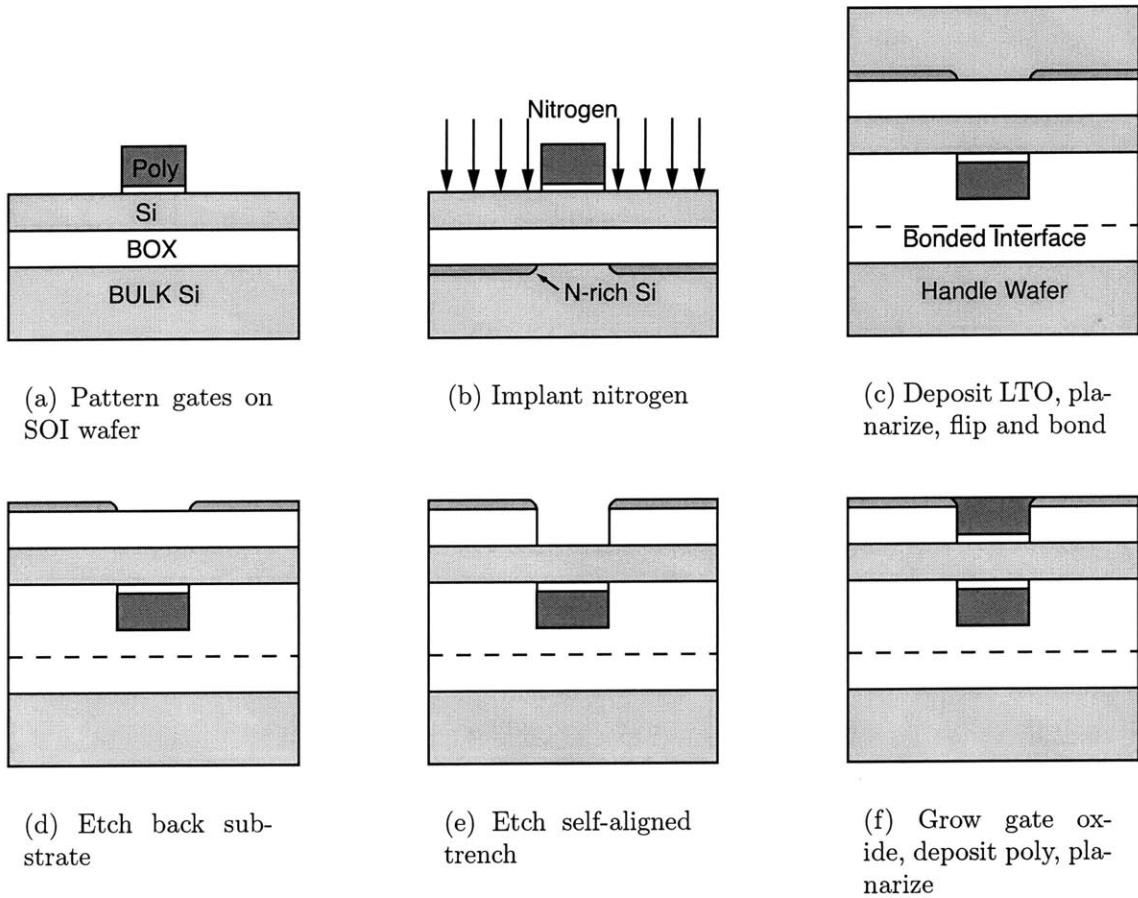 Poly
Si
BOX
BULK Si
(a) Pattern gates on
SOI wafer
Nitrogen
N-rich Si
(b) Implant nitrogen
Bonded Interface
Handle Wafer
(c) Deposit LTO, pla-
narize, flip and bond
(d) Etch back sub-
strate
(e) Etch self-aligned
trench
(f) Grow gate ox-
ide, deposit poly, pla-
narize